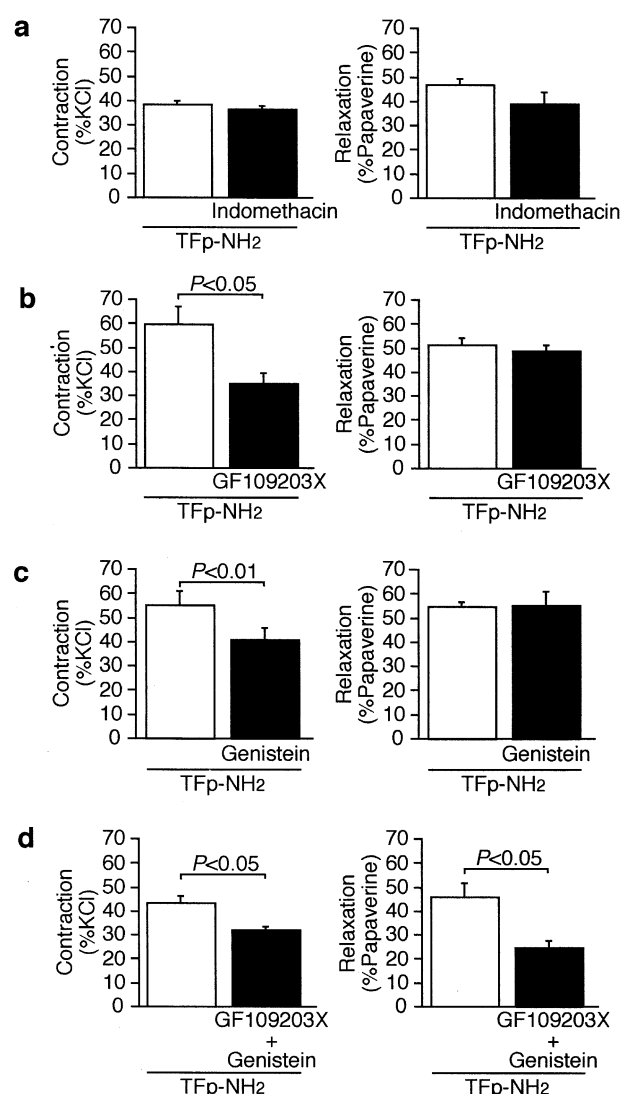 a
Contraction
(%KCl)
70
60
50
40
30
20
10
0
Indomethacin
TFp-NH2
Relaxation
(%Papaverine)
70
60
50
40
30
20
10
0
Indomethacin
TFp-NH2
b
Contraction
(%KCl)
70
60
50
40
30
20
10
0
P<0.05
GF109203X
TFp-NH2
Relaxation
(%Papaverine)
70
60
50
40
30
20
10
0
GF109203X
TFp-NH2
c
Contraction
(%KCl)
70
60
50
40
30
20
10
0
P<0.01
Genistein
TFp-NH2
Relaxation
(%Papaverine)
70
60
50
40
30
20
10
0
Genistein
TFp-NH2
d
Contraction
(%KCl)
70
60
50
40
30
20
10
0
P<0.05
GF109203X
+
Genistein
TFp-NH2
Relaxation
(%Papaverine)
70
60
50
40
30
20
10
0
P<0.05
GF109203X
+
Genistein
TFp-NH2